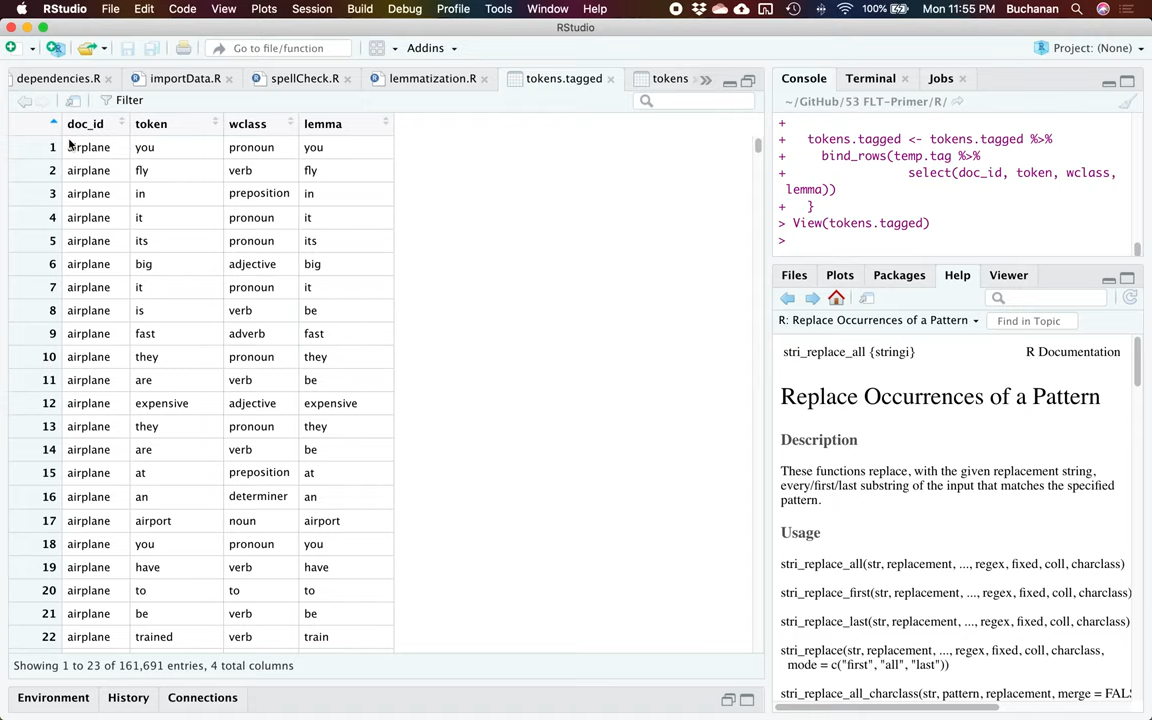 RStudio File Edit Code View Plots Session Build Debug Profile Tools Window Help 100% Mon 11:55 PM Buchanan
RStudio
Go to file/function Addins Project: (None)
dependencies.R importData.R spellCheck.R lemmatization.R tokens.tagged tokens
Filter
doc_id token wclass lemma
1 airplane you pronoun you
2 airplane fly verb fly
3 airplane in preposition in
4 airplane it pronoun it
5 airplane its pronoun its
6 airplane big adjective big
7 airplane it pronoun it
8 airplane is verb be
9 airplane fast adverb fast
10 airplane they pronoun they
11 airplane are verb be
12 airplane expensive adjective expensive
13 airplane they pronoun they
14 airplane are verb be
15 airplane at preposition at
16 airplane an determiner an
17 airplane airport noun airport
18 airplane you pronoun you
19 airplane have verb have
20 airplane to to to
21 airplane be verb be
22 airplane trained verb train
Showing 1 to 23 of 161,691 entries, 4 total columns
Environment History Connections
Console Terminal Jobs
~/GitHub/53 FLT-Primer/R/
+
+ tokens.tagged <- tokens.tagged %>%
+ bind_rows(temp.tag %>%
+ select(doc_id, token, wclass,
lemma))
+ }
> View(tokens.tagged)
>
Files Plots Packages Help Viewer
R: Replace Occurrences of a Pattern Find in Topic
stri_replace_all {stringi} R Documentation
Replace Occurrences of a Pattern
Description
These functions replace, with the given replacement string,
every/first/last substring of the input that matches the specified
pattern.
Usage
stri_replace_all(str, replacement, ..., regex, fixed, coll, charclass)
stri_replace_first(str, replacement, ..., regex, fixed, coll, charclass)
stri_replace_last(str, replacement, ..., regex, fixed, coll, charclass)
stri_replace(str, replacement, ..., regex, fixed, coll, charclass,
mode = c("first", "all", "last"))
stri_replace_all_charclass(str, pattern, replacement, merge = FAL